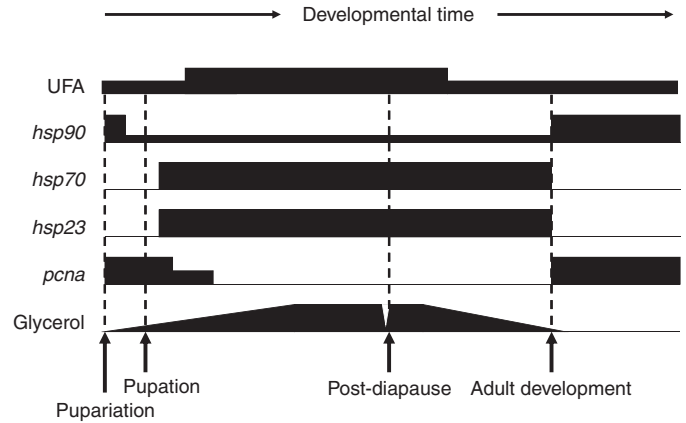 Developmental time
UFA
hsp90
hsp70
hsp23
pcna
Glycerol
Pupation
Post-diapause
Adult development
Pupariation